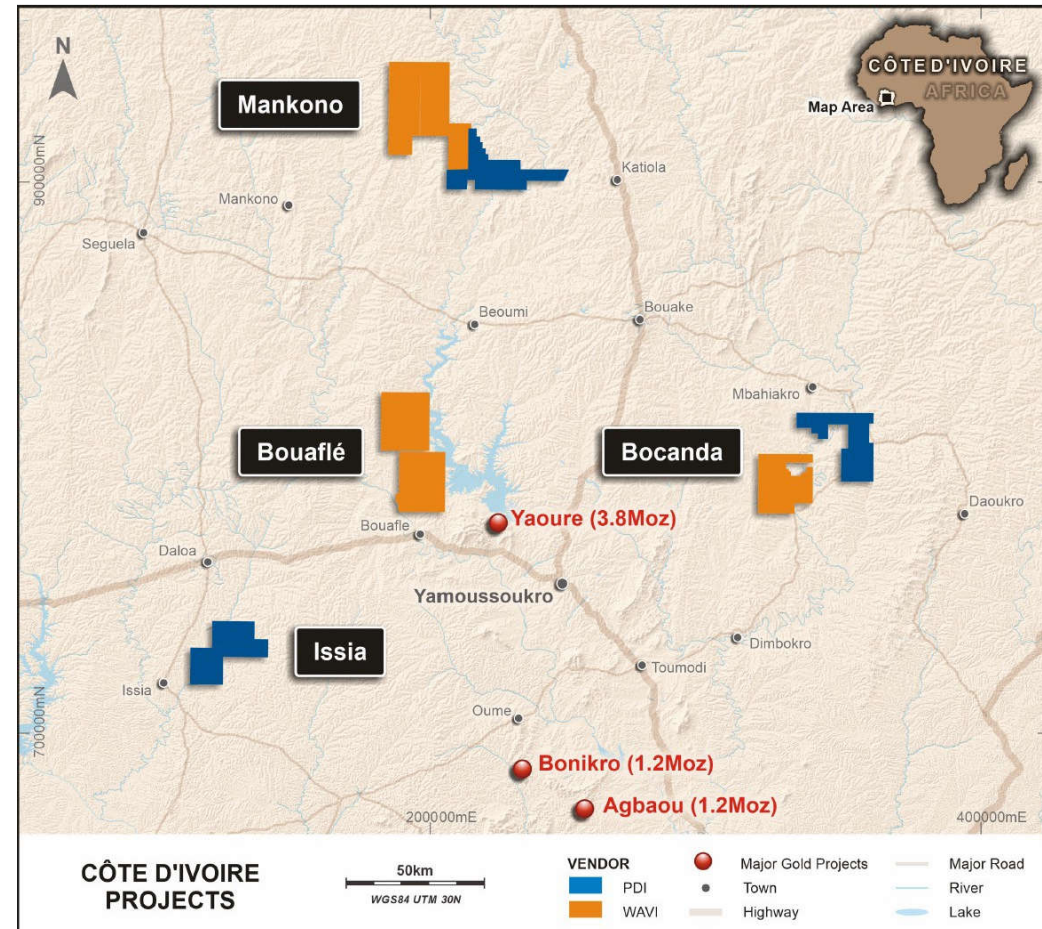 N
CÔTE D'IVOIRE
AFRICA
Map Area
Mankono
900000mN
Katiola
Mankono
Seguela
Beoumi
Bouake
Mbahiakro
Bouaflé
Bocanda
Yaoure (3.8Moz)
Daoukro
Bouafle
Daloa
Yamoussoukro
Issia
Dimbokro
Toumodi
Issia
700000mN
Oume
Bonikro (1.2Moz)
Agbaou (1.2Moz)
200000mE
400000mE
CÔTE D'IVOIRE
PROJECTS
50km
WGS84 UTM 30N
VENDOR
PDI
WAVI
Major Gold Projects
Town
Highway
Major Road
River
Lake